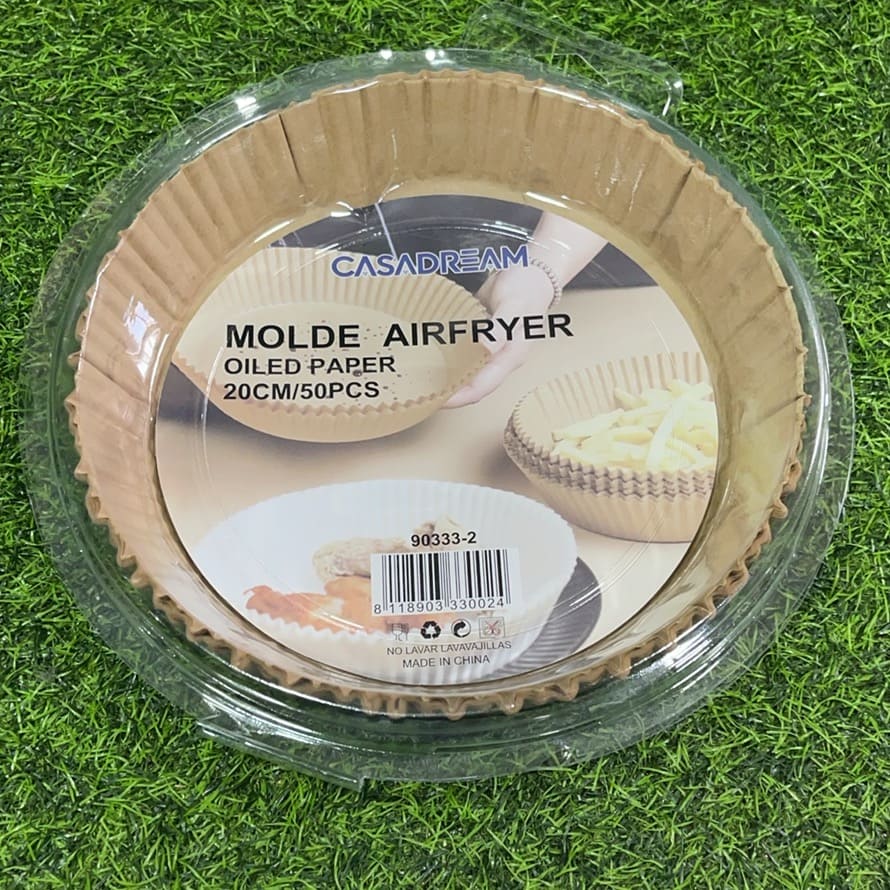 CASADREAM
MOLDE AIRFRYER
OILED PAPER
20CM/50PCS
90333-2
8 118903 330024
NO LAVAR LAVAVAJILLAS
MADE IN CHINA